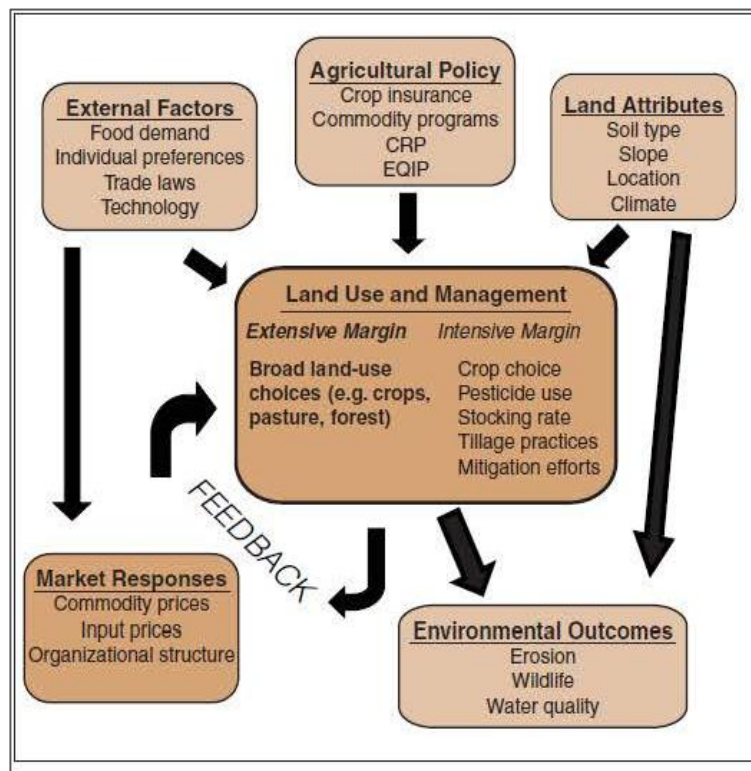 External Factors
Food demand
Individual preferences
Trade laws
Technology
Agricultural Policy
Crop insurance
Commodity programs
CRP
EQIP
Land Attributes
Soil type
Slope
Location
Climate
Land Use and Management
Extensive Margin
Broad land-use
choices (e.g. crops,
pasture, forest)
Intensive Margin
Crop choice
Pesticide use
Stocking rate
Tillage practices
Mitigation efforts
FEEDBACK
Market Responses
Commodity prices
Input prices
Organizational structure
Environmental Outcomes
Erosion
Wildlife
Water quality